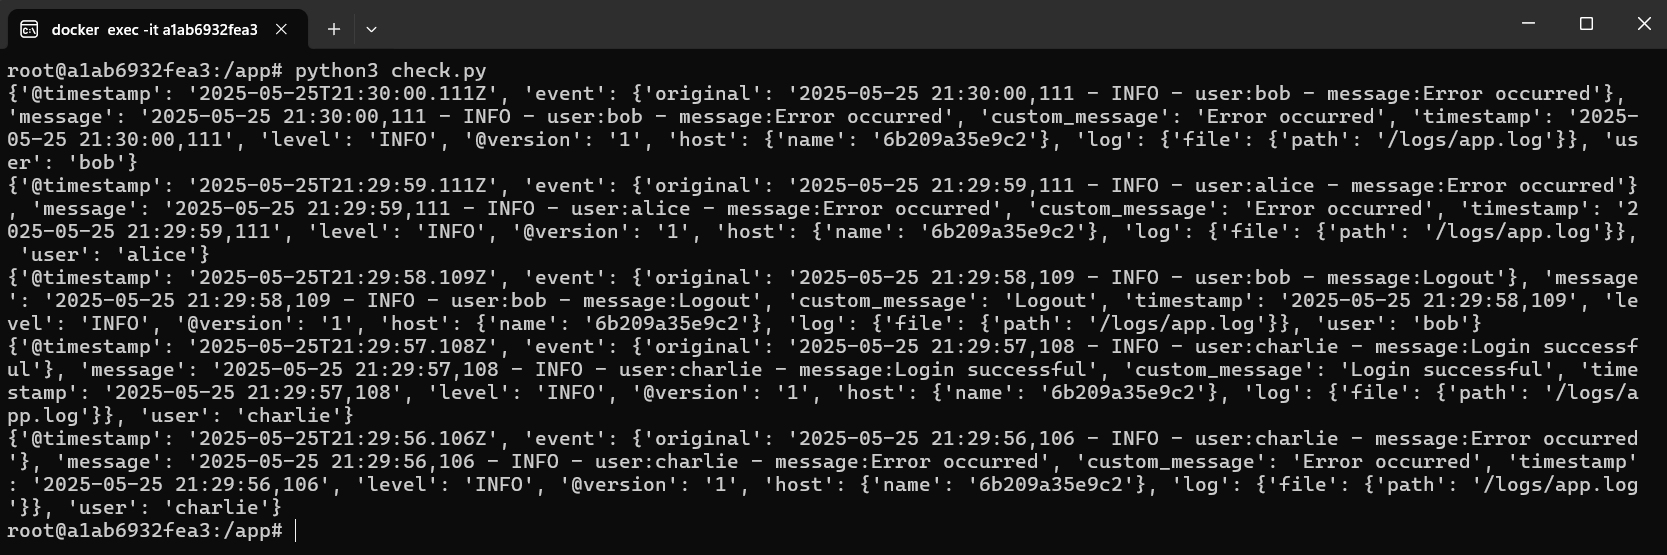 docker exec -it a1ab6932fea3
root@a1ab6932fea3:/app# python3 check.py
{'@timestamp': '2025-05-25T21:30:00.111Z', 'event': {'original': '2025-05-25 21:30:00,111 - INFO - user:bob - message:Error occurred'},
'message': '2025-05-25 21:30:00,111 - INFO - user:bob - message:Error occurred', 'custom_message': 'Error occurred', 'timestamp': '2025-
05-25 21:30:00,111', 'level': 'INFO', '@version': '1', 'host': {'name': '6b209a35e9c2'}, 'log': {'file': {'path': '/logs/app.log'}}, 'us
er': 'bob'}
{'@timestamp': '2025-05-25T21:29:59.111Z', 'event': {'original': '2025-05-25 21:29:59,111 - INFO - user:alice - message:Error occurred'}
, 'message': '2025-05-25 21:29:59,111 - INFO - user:alice - message:Error occurred', 'custom_message': 'Error occurred', 'timestamp': '2
025-05-25 21:29:59,111', 'level': 'INFO', '@version': '1', 'host': {'name': '6b209a35e9c2'}, 'log': {'file': {'path': '/logs/app.log'}},
 'user': 'alice'}
{'@timestamp': '2025-05-25T21:29:58.109Z', 'event': {'original': '2025-05-25 21:29:58,109 - INFO - user:bob - message:Logout'}, 'message
': '2025-05-25 21:29:58,109 - INFO - user:bob - message:Logout', 'custom_message': 'Logout', 'timestamp': '2025-05-25 21:29:58,109', 'le
vel': 'INFO', '@version': '1', 'host': {'name': '6b209a35e9c2'}, 'log': {'file': {'path': '/logs/app.log'}}, 'user': 'bob'}
{'@timestamp': '2025-05-25T21:29:57.108Z', 'event': {'original': '2025-05-25 21:29:57,108 - INFO - user:charlie - message:Login successf
ul'}, 'message': '2025-05-25 21:29:57,108 - INFO - user:charlie - message:Login successful', 'custom_message': 'Login successful', 'time
stamp': '2025-05-25 21:29:57,108', 'level': 'INFO', '@version': '1', 'host': {'name': '6b209a35e9c2'}, 'log': {'file': {'path': '/logs/a
pp.log'}}, 'user': 'charlie'}
{'@timestamp': '2025-05-25T21:29:56.106Z', 'event': {'original': '2025-05-25 21:29:56,106 - INFO - user:charlie - message:Error occurred
'}, 'message': '2025-05-25 21:29:56,106 - INFO - user:charlie - message:Error occurred', 'custom_message': 'Error occurred', 'timestamp'
: '2025-05-25 21:29:56,106', 'level': 'INFO', '@version': '1', 'host': {'name': '6b209a35e9c2'}, 'log': {'file': {'path': '/logs/app.log
'}}, 'user': 'charlie'}
root@a1ab6932fea3:/app#